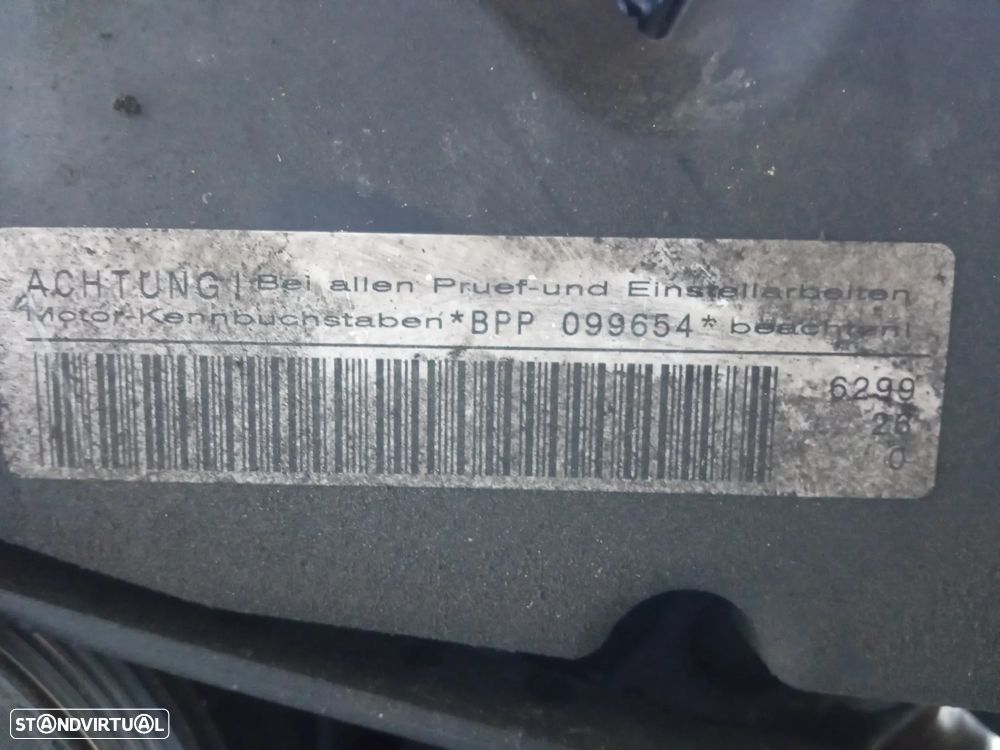 ACHTUNG! Bei allen Pruef-und Einstellarbeiten
Motor-Kennbuchstaben *BPP 099654* beachten!
6299
26
0
STANDVIRTUAL